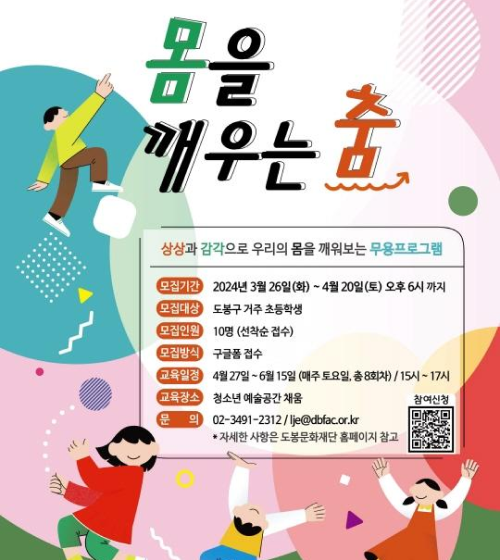 몸을
깨우는 춤
상상과 감각으로 우리의 몸을 깨워보는 무용프로그램
모집기간 2024년 3월 26일(화) ~ 4월 20일(토) 오후 6시 까지
모집대상 도봉구 거주 초등학생
모집인원 10명 (선착순 접수)
모집방식 구글폼 접수
교육일정 4월 27일 ~ 6월 15일 (매주 토요일, 총 8회차) / 15시 ~ 17시
교육장소 청소년 예술공간 채움
참여신청
문 의 02-3491-2312 / lje@dbfac.or.kr
* 자세한 사항은 도봉문화재단 홈페이지 참고